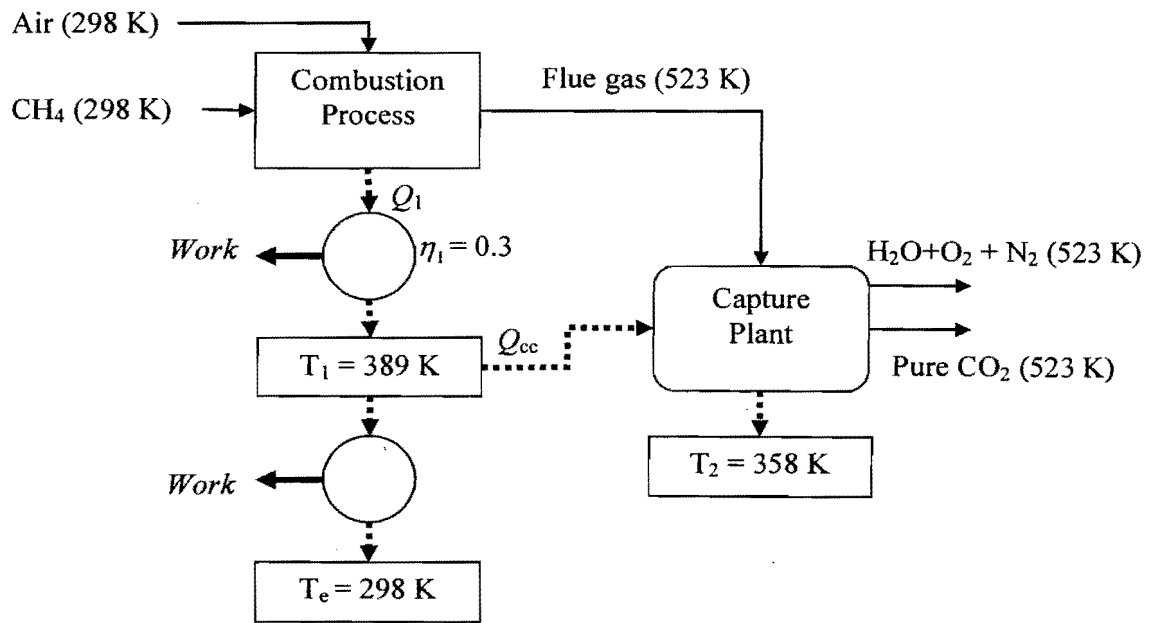 Air (298 K)
CH₄ (298 K)
Combustion
Process
Flue gas (523 K)
Q₁
Work
η₁ = 0.3
T₁ = 389 K
Q_cc
Capture
Plant
H₂O+O₂ + N₂ (523 K)
Pure CO₂ (523 K)
Work
T₂ = 358 K
Tₑ = 298 K